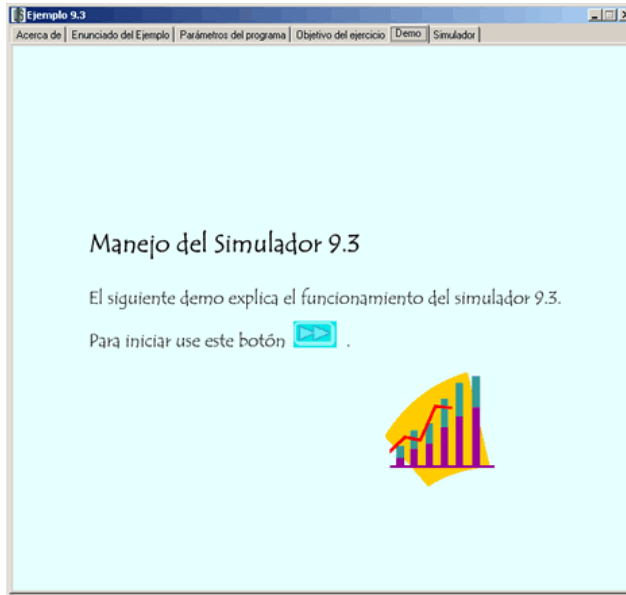 Ejemplo 9.3
Acerca de Enunciado del Ejemplo Parámetros del programa Objetivo del ejercicio Demo Simulador
Manejo del Simulador 9.3
El siguiente demo explica el funcionamiento del simulador 9.3.
Para iniciar use este botón .